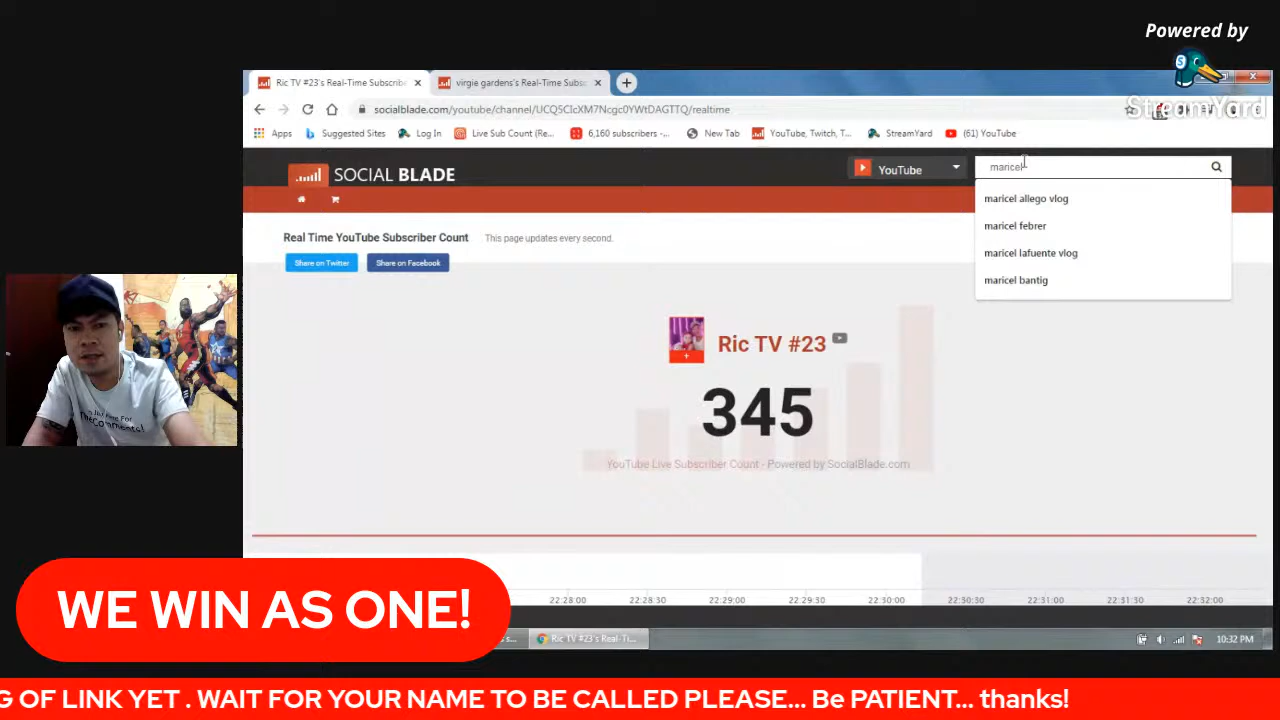 Powered by
StreamYard
Ric TV #23's Real-Time Subscribe
virgie gardens's Real-Time Subsc
socialblade.com/youtube/channel/UCQ5CIcXM7Ncgc0YWtDAGTTQ/realtime
Apps
Suggested Sites
Log In
Live Sub Count (Re...
6,160 subscribers -...
New Tab
YouTube, Twitch, T...
StreamYard
(61) YouTube
SOCIAL BLADE
YouTube
maricel
maricel allego vlog
maricel febrer
maricel lafuente vlog
maricel bantig
Real Time YouTube Subscriber Count
This page updates every second.
Share on Twitter
Share on Facebook
Ric TV #23
345
YouTube Live Subscriber Count - Powered by SocialBlade.com
Here For
TheComments!
22:28:00
22:28:30
22:29:00
22:29:30
22:30:00
22:30:30
22:31:00
22:31:30
22:32:00
WE WIN AS ONE!
Ric TV #23's Real-Ti...
10:32 PM
G OF LINK YET . WAIT FOR YOUR NAME TO BE CALLED PLEASE... Be PATIENT... thanks!